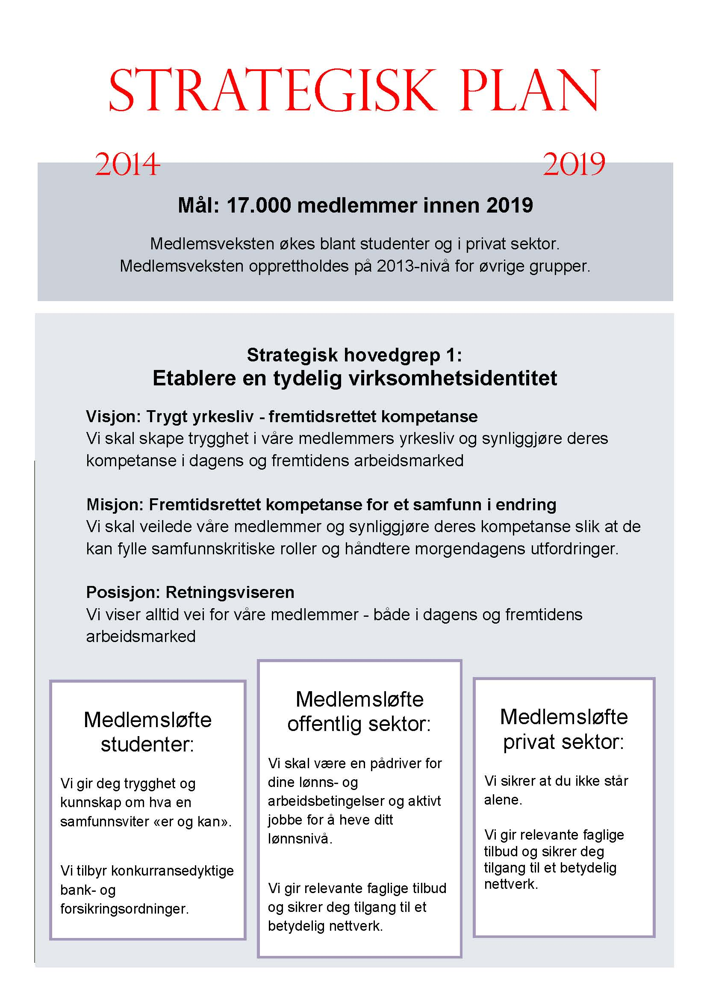 STRATEGISK PLAN
2014 2019
Mål: 17.000 medlemmer innen 2019
Medlemsveksten økes blant studenter og i privat sektor.
Medlemsveksten opprettholdes på 2013-nivå for øvrige grupper.
Strategisk hovedgrep 1:
Etablere en tydelig virksomhetsidentitet
Visjon: Trygt yrkesliv - fremtidsrettet kompetanse
Vi skal skape trygghet i våre medlemmers yrkesliv og synliggjøre deres
kompetanse i dagens og fremtidens arbeidsmarked
Misjon: Fremtidsrettet kompetanse for et samfunn i endring
Vi skal veilede våre medlemmer og synliggjøre deres kompetanse slik at de
kan fylle samfunnskritiske roller og håndtere morgendagens utfordringer.
Posisjon: Retningsviseren
Vi viser alltid vei for våre medlemmer - både i dagens og fremtidens
arbeidsmarked
Medlemsløfte
studenter:
Vi gir deg trygghet og
kunnskap om hva en
samfunnsviter «er og kan».
Vi tilbyr konkurransedyktige
bank- og
forsikringsordninger.
Medlemsløfte
offentlig sektor:
Vi skal være en pådriver for
dine lønns- og
arbeidsbetingelser og aktivt
jobbe for å heve ditt
lønnsnivå.
Vi gir relevante faglige tilbud
og sikrer deg tilgang til et
betydelig nettverk.
Medlemsløfte
privat sektor:
Vi sikrer at du ikke står
alene.
Vi gir relevante faglige
tilbud og sikrer deg
tilgang til et betydelig
nettverk.